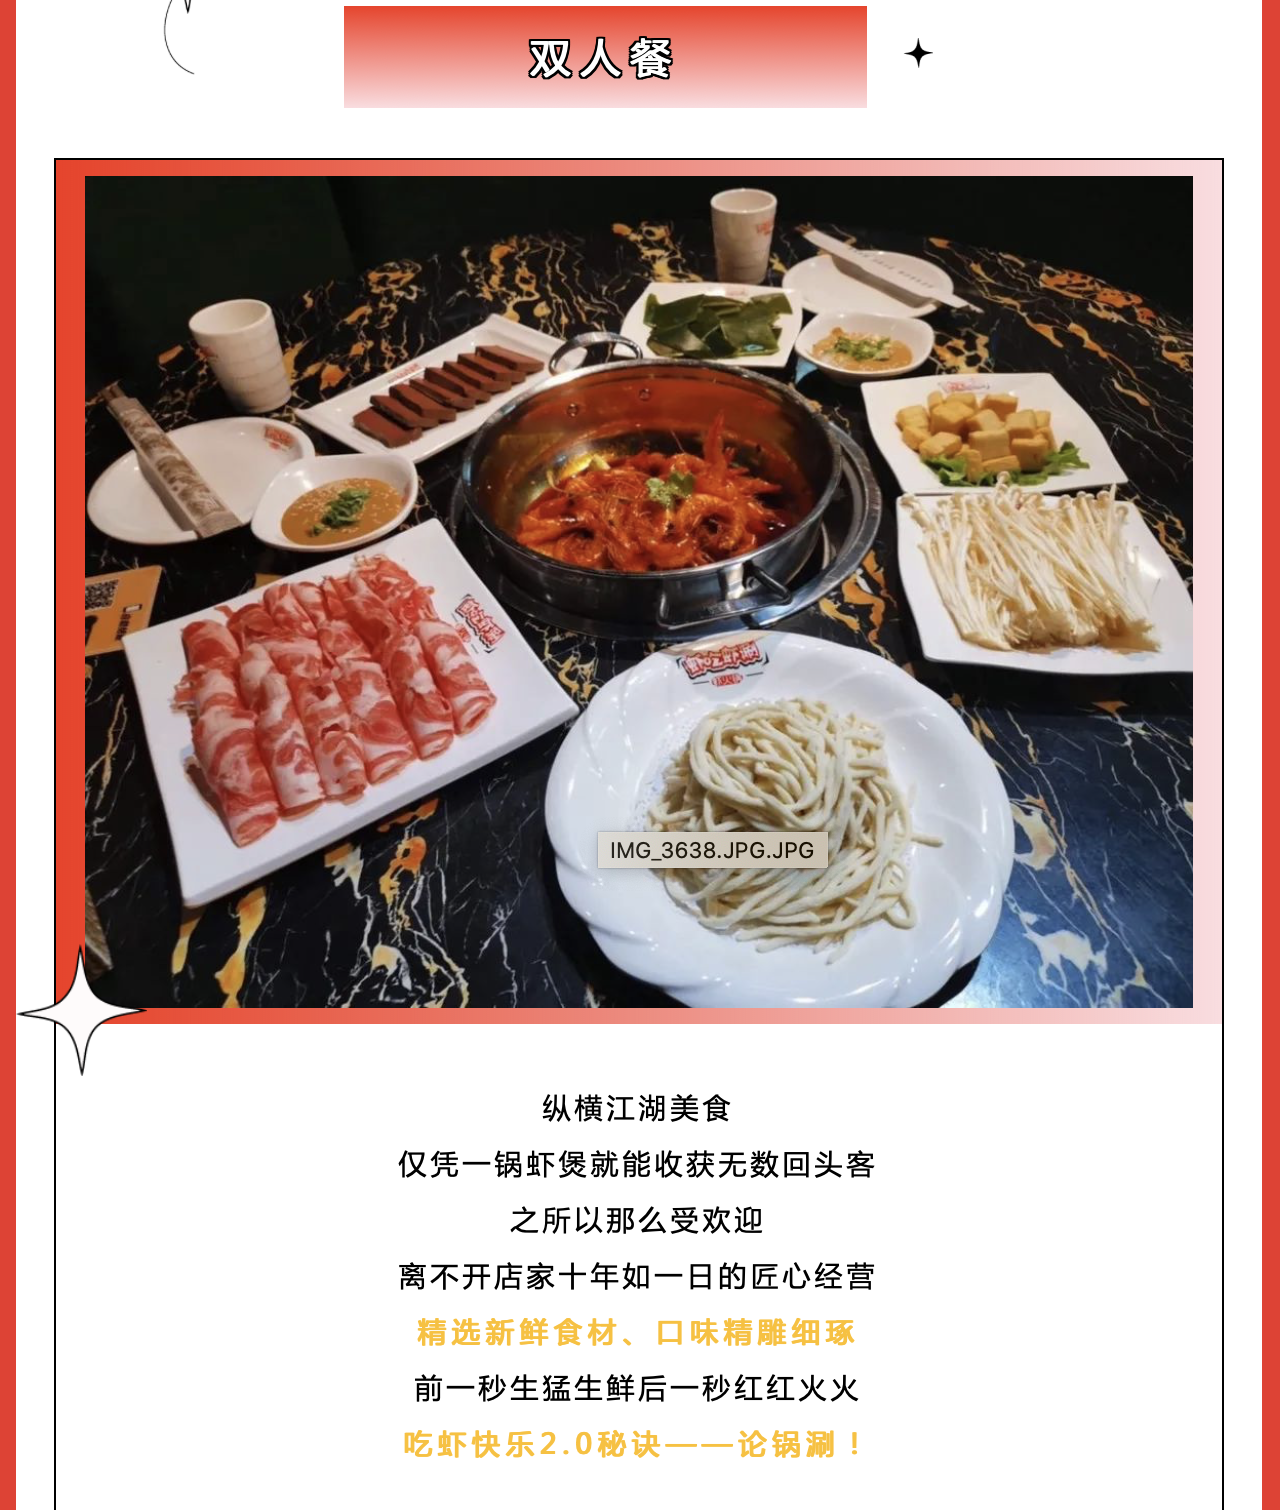 双人餐
IMG_3638.JPG.JPG
纵横江湖美食
仅凭一锅虾煲就能收获无数回头客
之所以那么受欢迎
离不开店家十年如一日的匠心经营
精选新鲜食材、口味精雕细琢
前一秒生猛生鲜后一秒红红火火
吃虾快乐2.0秘诀——论锅涮！